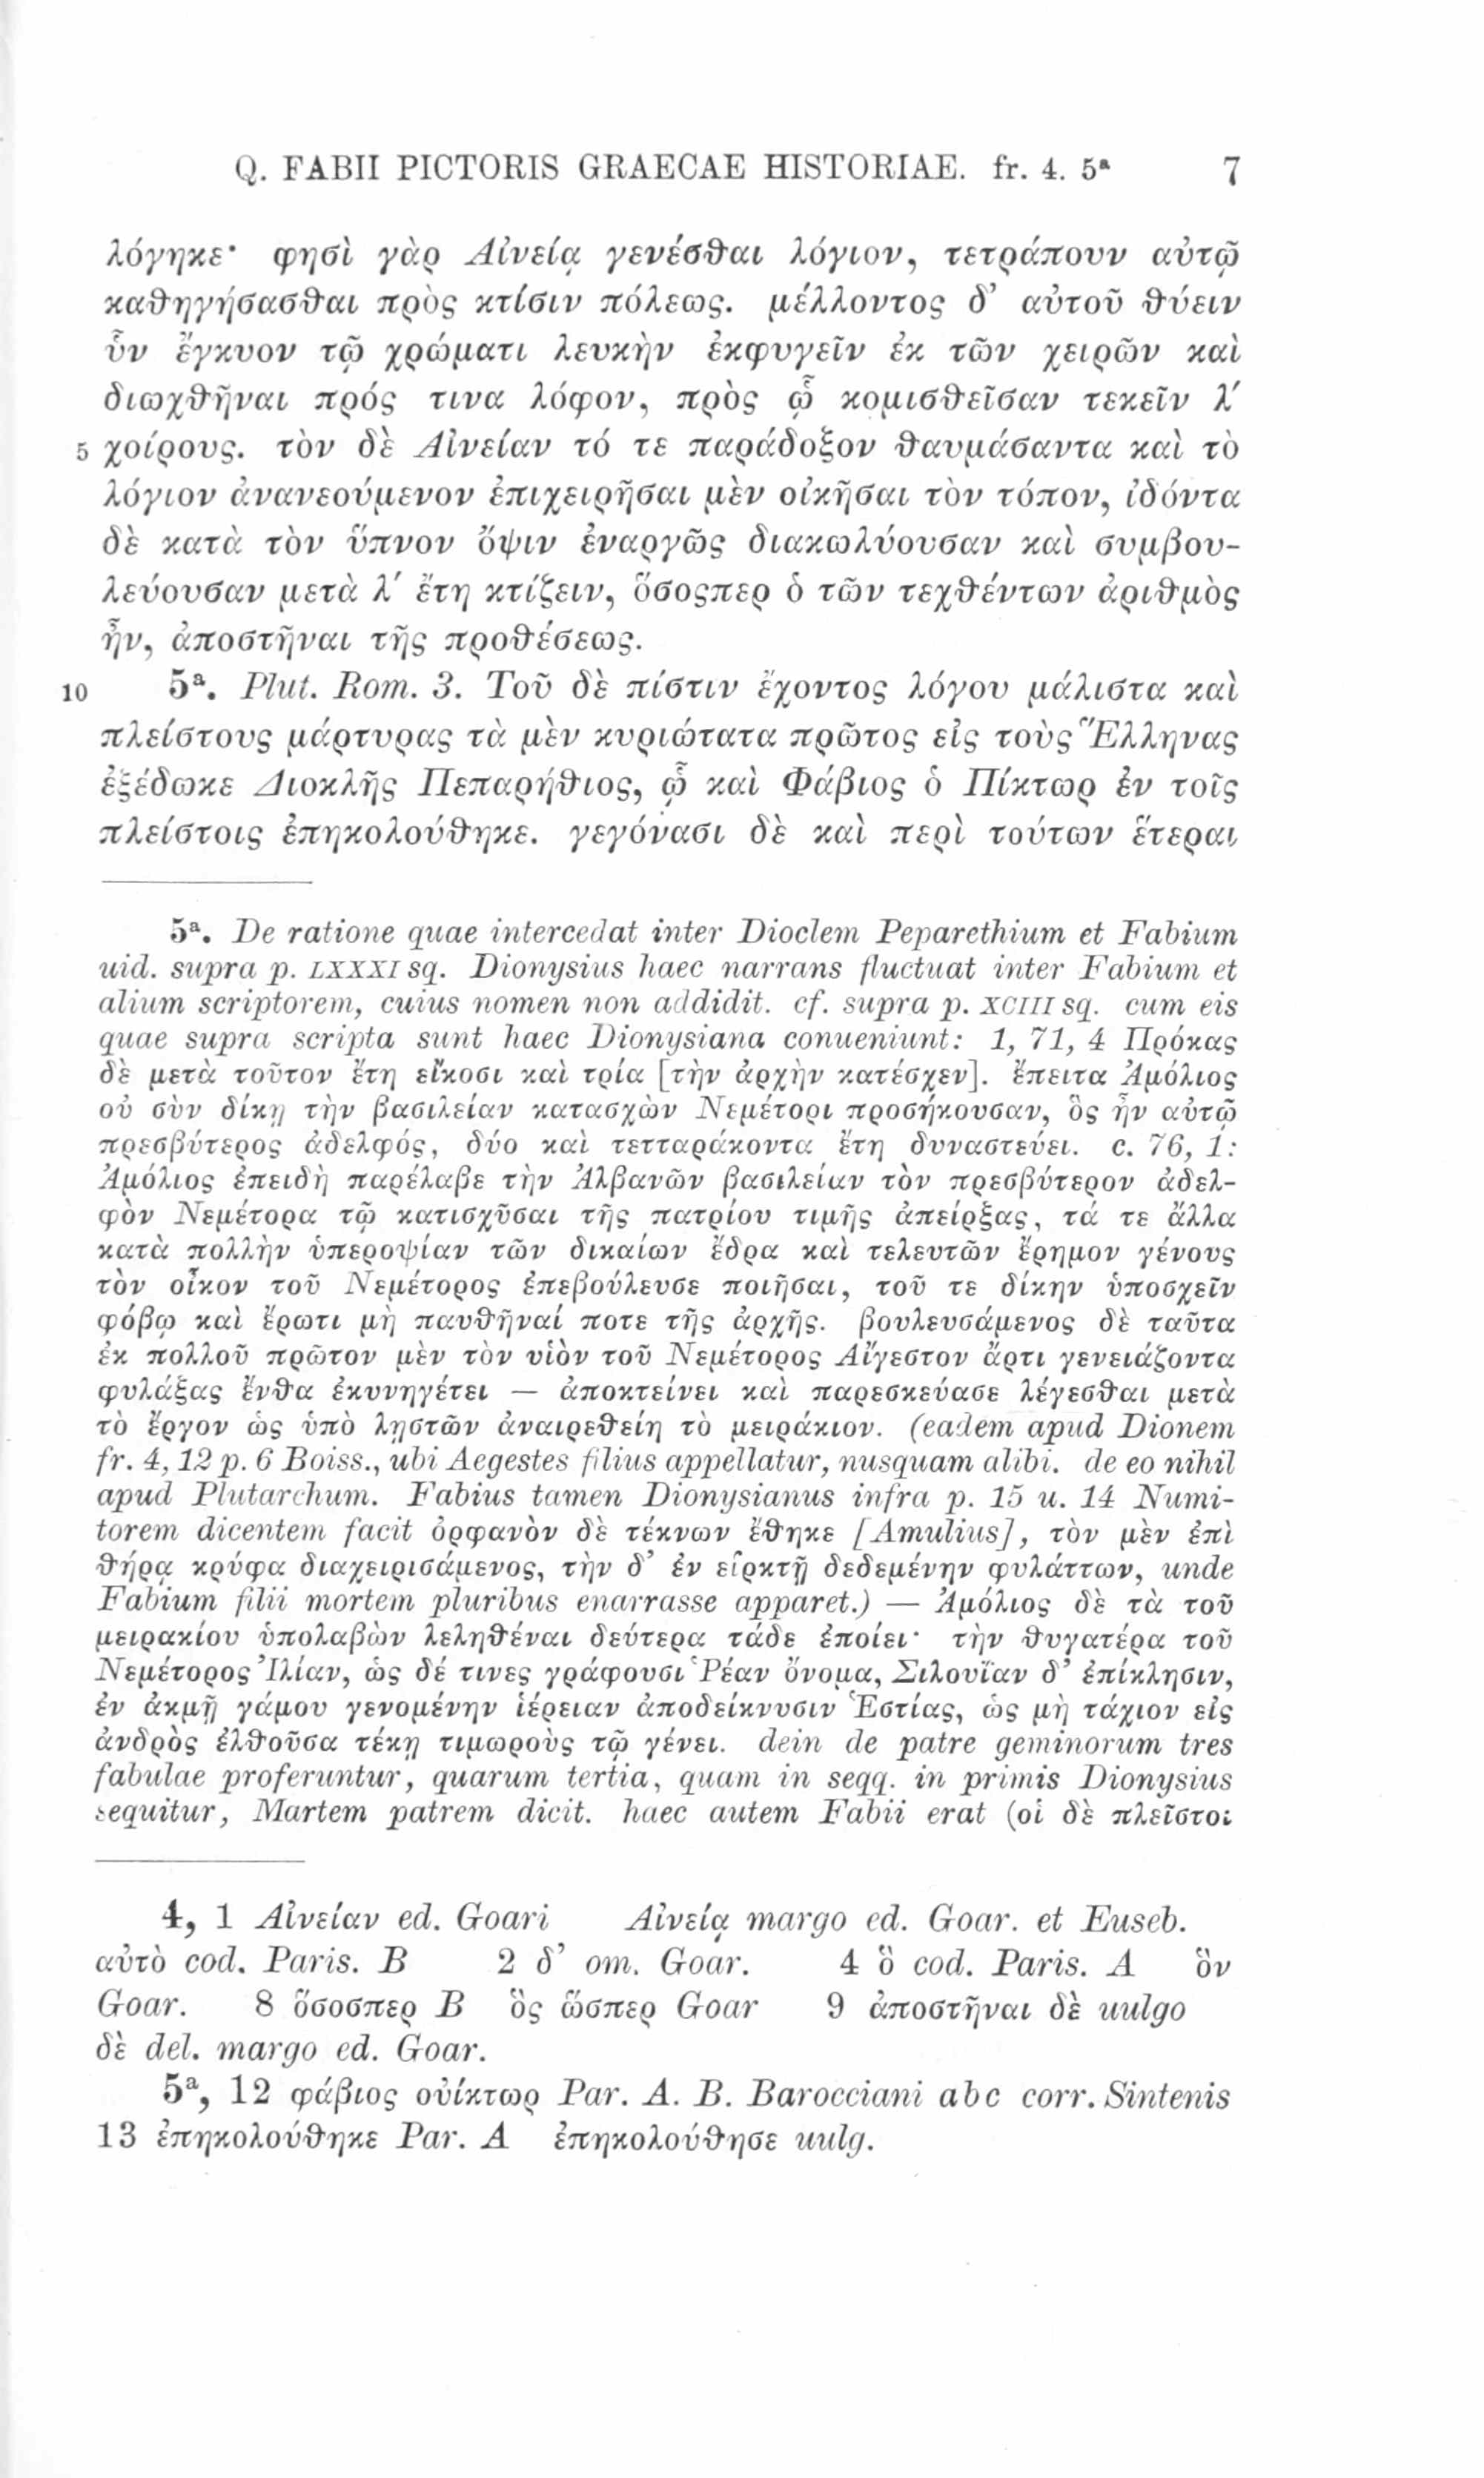 Q. FABII PICTORIS GRAECAE HISTORIAE. fr. 4. 5ᵃ 7
λόγηκε· φησὶ γὰρ Αἰνείᾳ γενέσθαι λόγιον, τετράπουν αὐτῷ
καθηγήσασθαι πρὸς κτίσιν πόλεως. μέλλοντος δ’ αὐτοῦ θύειν
ὗν ἔγκυον τῷ χρώματι λευκὴν ἐκφυγεῖν ἐκ τῶν χειρῶν καὶ
διωχθῆναι πρός τινα λόφον, πρὸς ᾧ κομισθεῖσαν τεκεῖν λ′
5 χοίρους. τὸν δὲ Αἰνείαν τό τε παράδοξον θαυμάσαντα καὶ τὸ
λόγιον ἀνανεούμενον ἐπιχειρῆσαι μὲν οἰκῆσαι τὸν τόπον, ἰδόντα
δὲ κατὰ τὸν ὕπνον ὄψιν ἐναργῶς διακωλύουσαν καὶ συμβου-
λεύουσαν μετὰ λ′ ἔτη κτίζειν, ὅσοςπερ ὁ τῶν τεχθέντων ἀριθμὸς
ἦν, ἀποστῆναι τῆς προθέσεως.
10 5ᵃ. Plut. Rom. 3. Τοῦ δὲ πίστιν ἔχοντος λόγου μάλιστα καὶ
πλείστους μάρτυρας τὰ μὲν κυριώτατα πρῶτος εἰς τοὺς Ἕλληνας
ἐξέδωκε Διοκλῆς Πεπαρήθιος, ᾧ καὶ Φάβιος ὁ Πίκτωρ ἐν τοῖς
πλείστοις ἐπηκολούθηκε. γεγόνασι δὲ καὶ περὶ τούτων ἕτεραι
5ᵃ. De ratione quae intercedat inter Dioclem Peparethium et Fabium
uid. supra p. LXXXI sq. Dionysius haec narrans fluctuat inter Fabium et
alium scriptorem, cuius nomen non addidit. cf. supra p. XCIII sq. cum eis
quae supra scripta sunt haec Dionysiana conueniunt: 1, 71, 4 Πρόκας
δὲ μετὰ τοῦτον ἔτη εἴκοσι καὶ τρία [τὴν ἀρχὴν κατέσχεν]. ἔπειτα Ἀμόλιος
οὐ σὺν δίκῃ τὴν βασιλείαν κατασχὼν Νεμέτορι προσήκουσαν, ὃς ἦν αὐτῷ
πρεσβύτερος ἀδελφός, δύο καὶ τετταράκοντα ἔτη δυναστεύει. c. 76, 1:
Ἀμόλιος ἐπειδὴ παρέλαβε τὴν Ἀλβανῶν βασιλείαν τὸν πρεσβύτερον ἀδελ-
φὸν Νεμέτορα τῷ κατισχῦσαι τῆς πατρίου τιμῆς ἀπείρξας, τά τε ἄλλα
κατὰ πολλὴν ὑπεροψίαν τῶν δικαίων ἔδρα καὶ τελευτῶν ἔρημον γένους
τὸν οἶκον τοῦ Νεμέτορος ἐπεβούλευσε ποιῆσαι, τοῦ τε δίκην ὑποσχεῖν
φόβῳ καὶ ἔρωτι μὴ παυθῆναί ποτε τῆς ἀρχῆς. βουλευσάμενος δὲ ταῦτα
ἐκ πολλοῦ πρῶτον μὲν τὸν υἱὸν τοῦ Νεμέτορος Αἴγεστον ἄρτι γενειάζοντα
φυλάξας ἔνθα ἐκυνηγέτει — ἀποκτείνει καὶ παρεσκεύασε λέγεσθαι μετὰ
τὸ ἔργον ὡς ὑπὸ λῃστῶν ἀναιρεθείη τὸ μειράκιον. (eadem apud Dionem
fr. 4, 12 p. 6 Boiss., ubi Aegestes filius appellatur, nusquam alibi. de eo nihil
apud Plutarchum. Fabius tamen Dionysianus infra p. 15 u. 14 Numi-
torem dicentem facit ὀρφανὸν δὲ τέκνων ἔθηκε [Amulius], τὸν μὲν ἐπὶ
θήρᾳ κρύφα διαχειρισάμενος, τὴν δ’ ἐν εἱρκτῇ δεδεμένην φυλάττων, unde
Fabium filii mortem pluribus enarrasse apparet.) — Ἀμόλιος δὲ τὰ τοῦ
μειρακίου ὑπολαβὼν λεληθέναι δεύτερα τάδε ἐποίει· τὴν θυγατέρα τοῦ
Νεμέτορος Ἰλίαν, ὡς δέ τινες γράφουσι Ῥέαν ὄνομα, Σιλουΐαν δ’ ἐπίκλησιν,
ἐν ἀκμῇ γάμου γενομένην ἱέρειαν ἀποδείκνυσιν Ἑστίας, ὡς μὴ τάχιον εἰς
ἀνδρὸς ἐλθοῦσα τέκῃ τιμωροὺς τῷ γένει. dein de patre geminorum tres
fabulae proferuntur, quarum tertia, quam in seqq. in primis Dionysius
sequitur, Martem patrem dicit. haec autem Fabii erat (οἱ δὲ πλεῖστοι
4, 1 Αἰνείαν ed. Goari Αἰνείᾳ margo ed. Goar. et Euseb.
αὐτὸ cod. Paris. B 2 δ’ om. Goar. 4 ὃ cod. Paris. A ὃν
Goar. 8 ὅσοσπερ B ὃς ὥσπερ Goar 9 ἀποστῆναι δὲ uulgo
δὲ del. margo ed. Goar.
5ᵃ, 12 φάβιος οὐίκτωρ Par. A. B. Barocciani abc corr. Sintenis
13 ἐπηκολούθηκε Par. A ἐπηκολούθησε uulg.